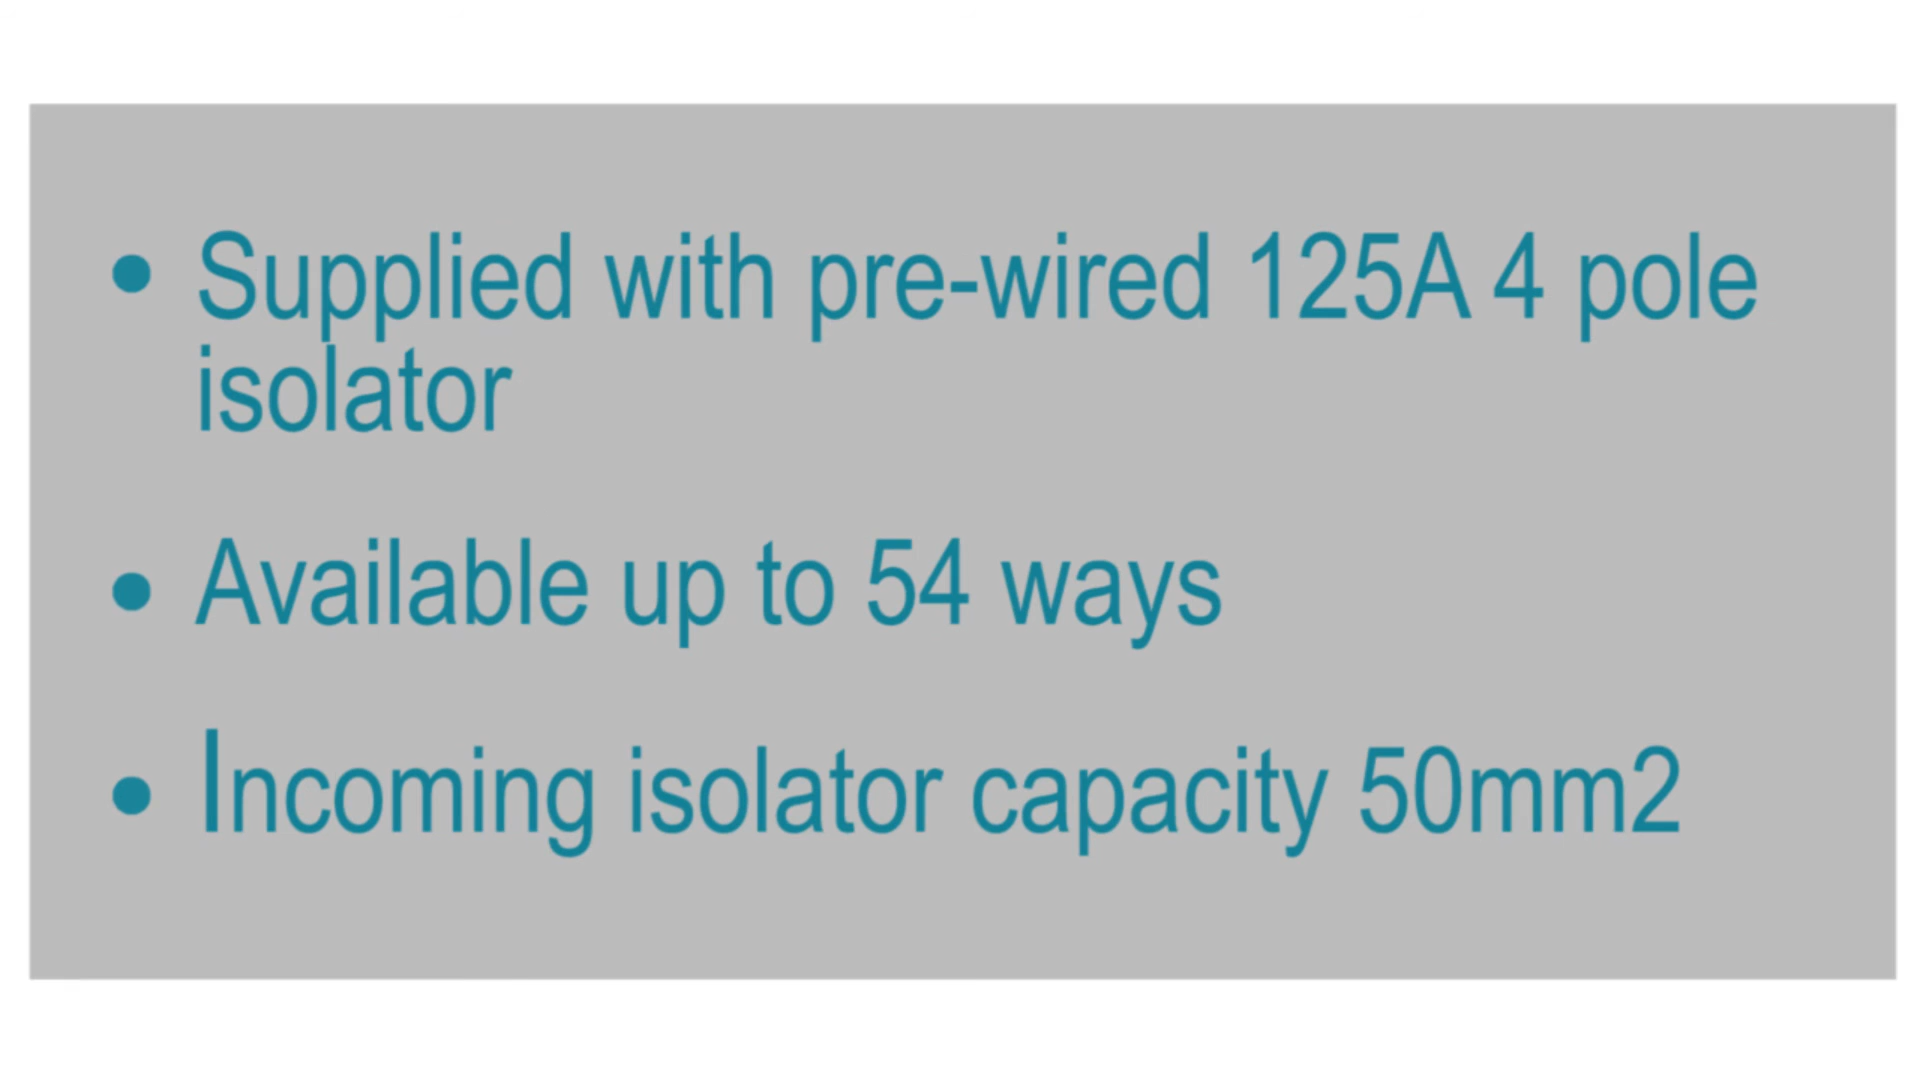 • Supplied with pre-wired 125A 4 pole
isolator
• Available up to 54 ways
• Incoming isolator capacity 50mm2